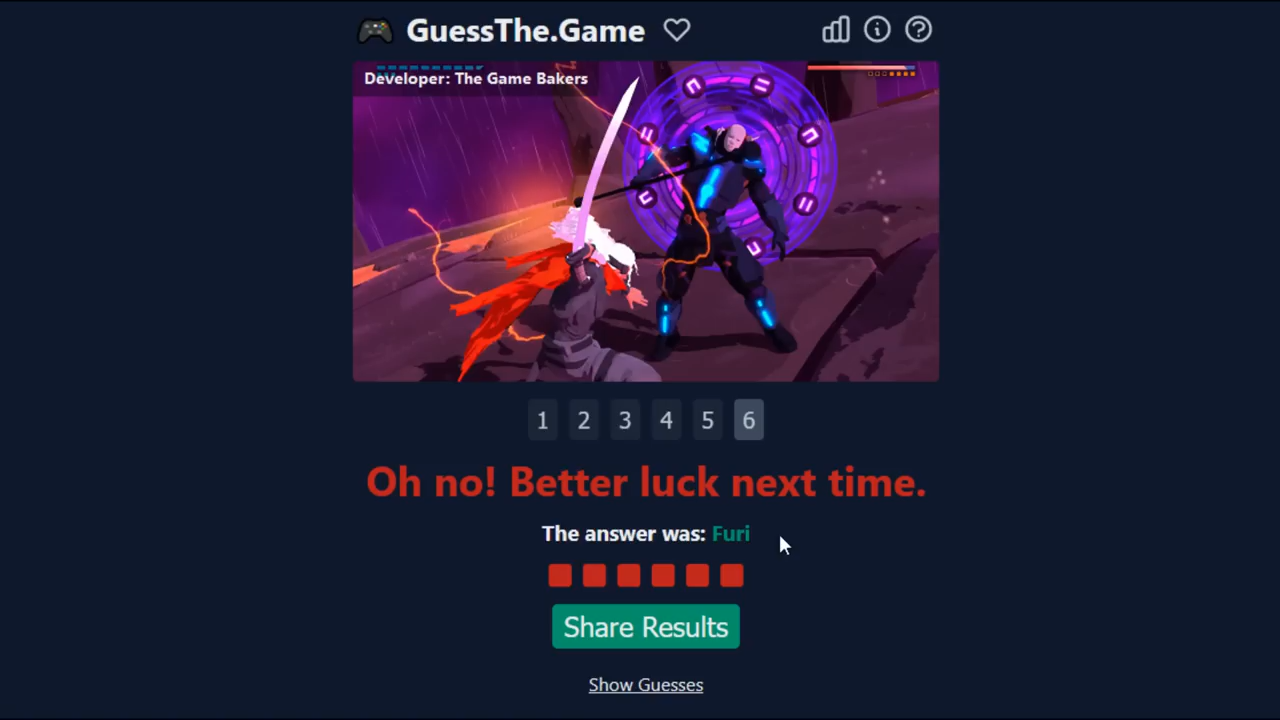 GuessThe.Game
Developer: The Game Bakers
1 2 3 4 5 6
Oh no! Better luck next time.
The answer was: Furi
Share Results
Show Guesses